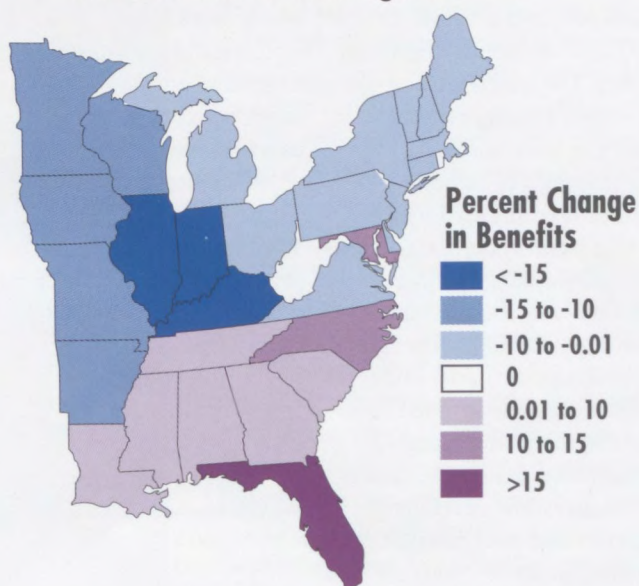 Percent Change
in Benefits
< -15
-15 to -10
-10 to -0.01
0
0.01 to 10
10 to 15
>15